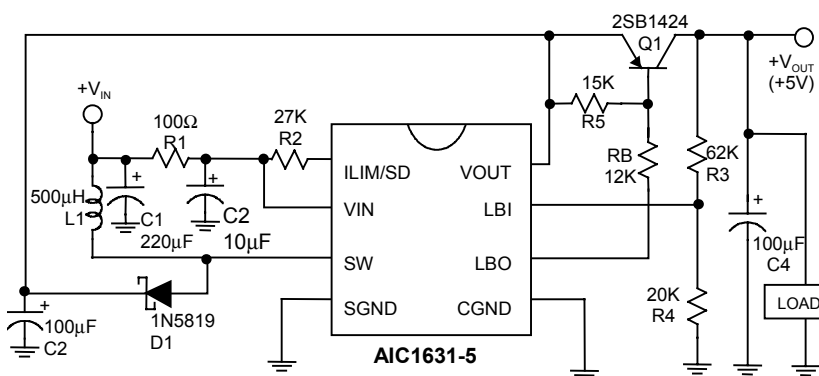 2SB1424
Q1
+VOUT
(+5V)
+VIN
100Ω
R1
27K
R2
15K
R5
RB
12K
62K
R3
500μH
L1
C1
220μF
C2
10μF
ILIM/SD
VIN
SW
SGND
VOUT
LBI
LBO
CGND
+
+
+
+
100μF
C4
LOAD
20K
R4
100μF
C2
1N5819
D1
AIC1631-5